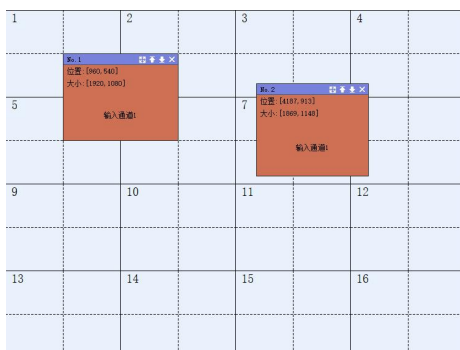 1 2 3 4
No.1
位置:[960,540]
大小:[1920,1080]
输入通道1
No.2
位置:[4187,913]
大小:[1869,1148]
输入通道1
5 7
9 10 11 12
13 14 15 16